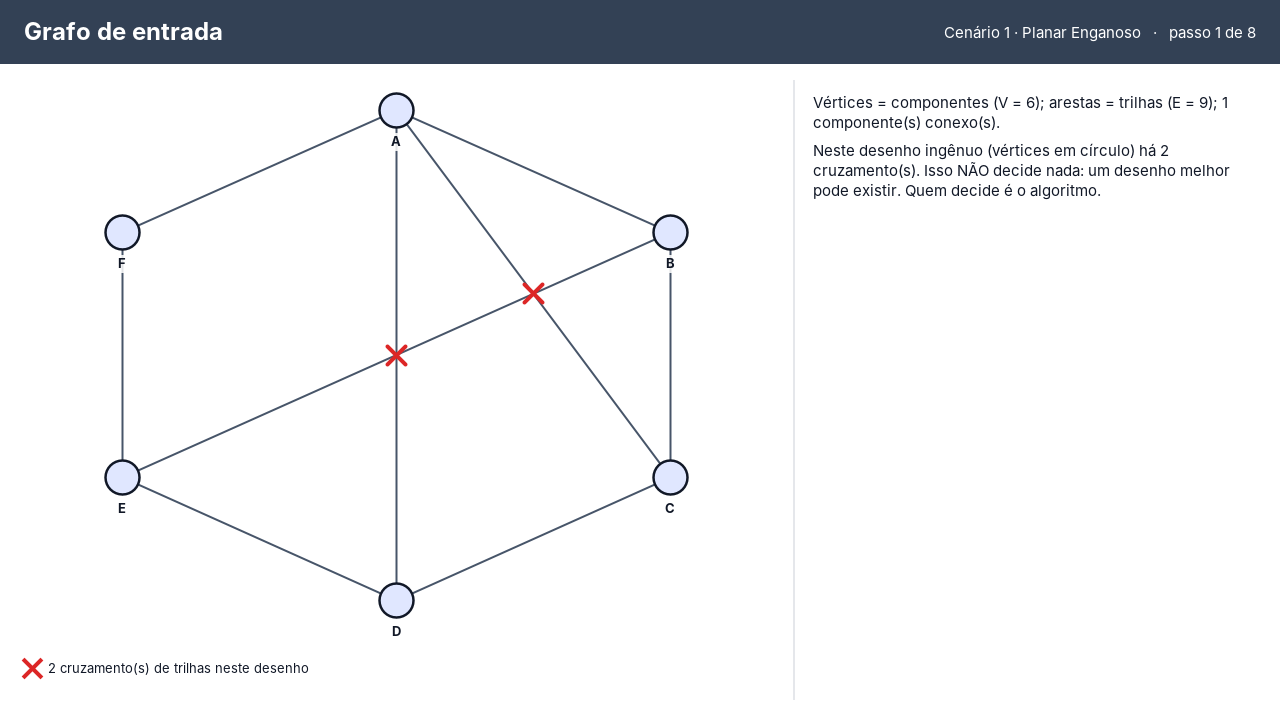 Grafo de entrada
Cenário 1 · Planar Enganoso · passo 1 de 8
Vértices = componentes (V = 6); arestas = trilhas (E = 9); 1
componente(s) conexo(s).
Neste desenho ingênuo (vértices em círculo) há 2
cruzamento(s). Isso NÃO decide nada: um desenho melhor
pode existir. Quem decide é o algoritmo.
A
F
B
E
C
D
2 cruzamento(s) de trilhas neste desenho